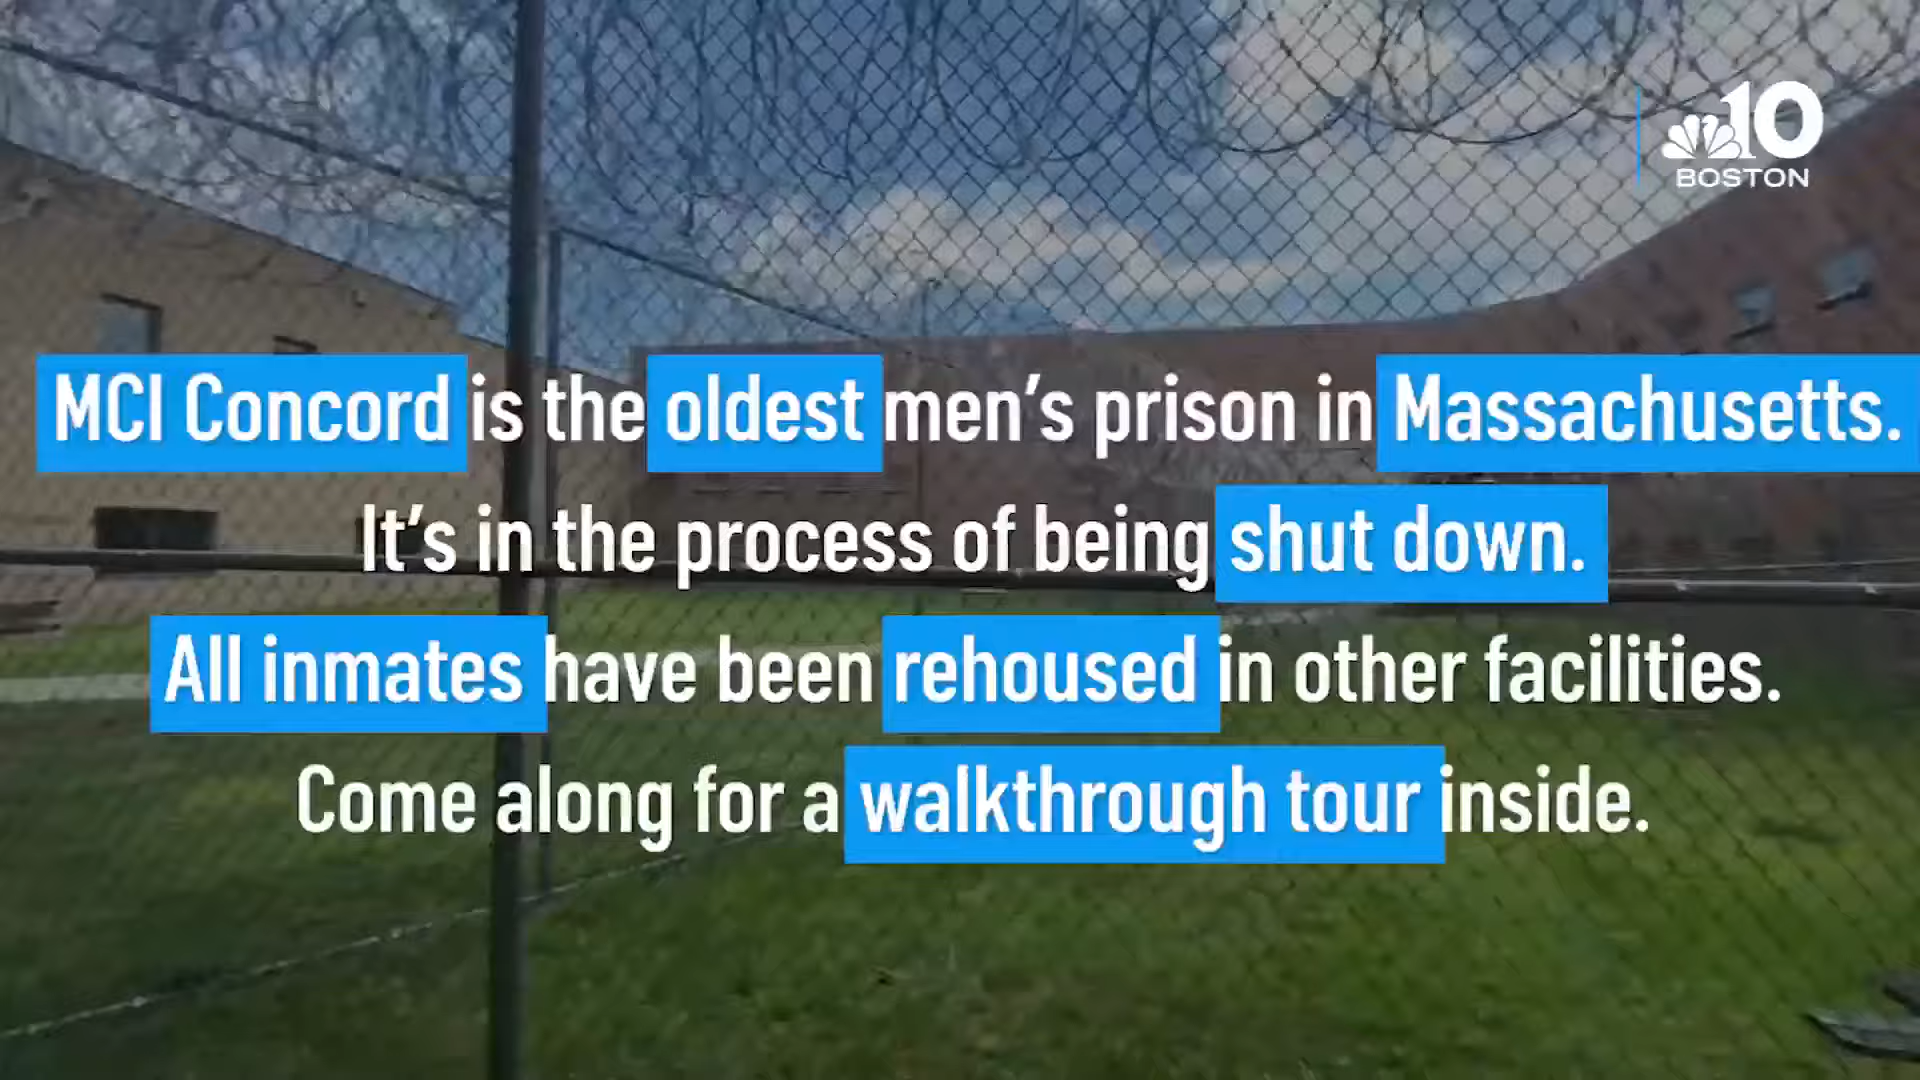 10
BOSTON
MCI Concord is the oldest men’s prison in Massachusetts.
It’s in the process of being shut down.
All inmates have been rehoused in other facilities.
Come along for a walkthrough tour inside.